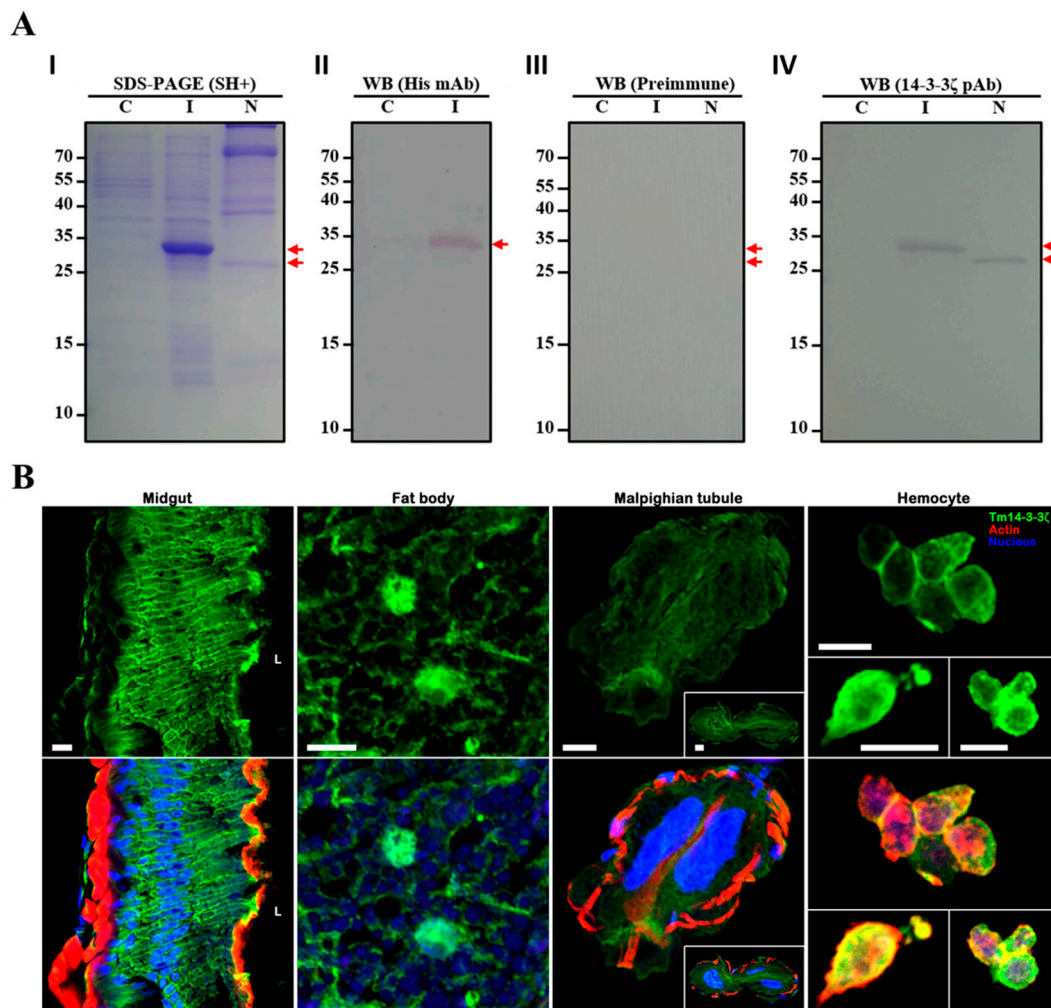 A
I
SDS-PAGE (SH+)
C I N
70
55
40
35
25
15
10
II
WB (His mAb)
C I
70
55
40
35
25
15
10
III
WB (Preimmune)
C I N
70
55
40
35
25
15
10
IV
WB (14-3-3ζ pAb)
C I N
70
55
40
35
25
15
10
B
Midgut
Fat body
Malpighian tubule
Hemocyte
Tm14-3-3ζ
Actin
Nucleus
L
L